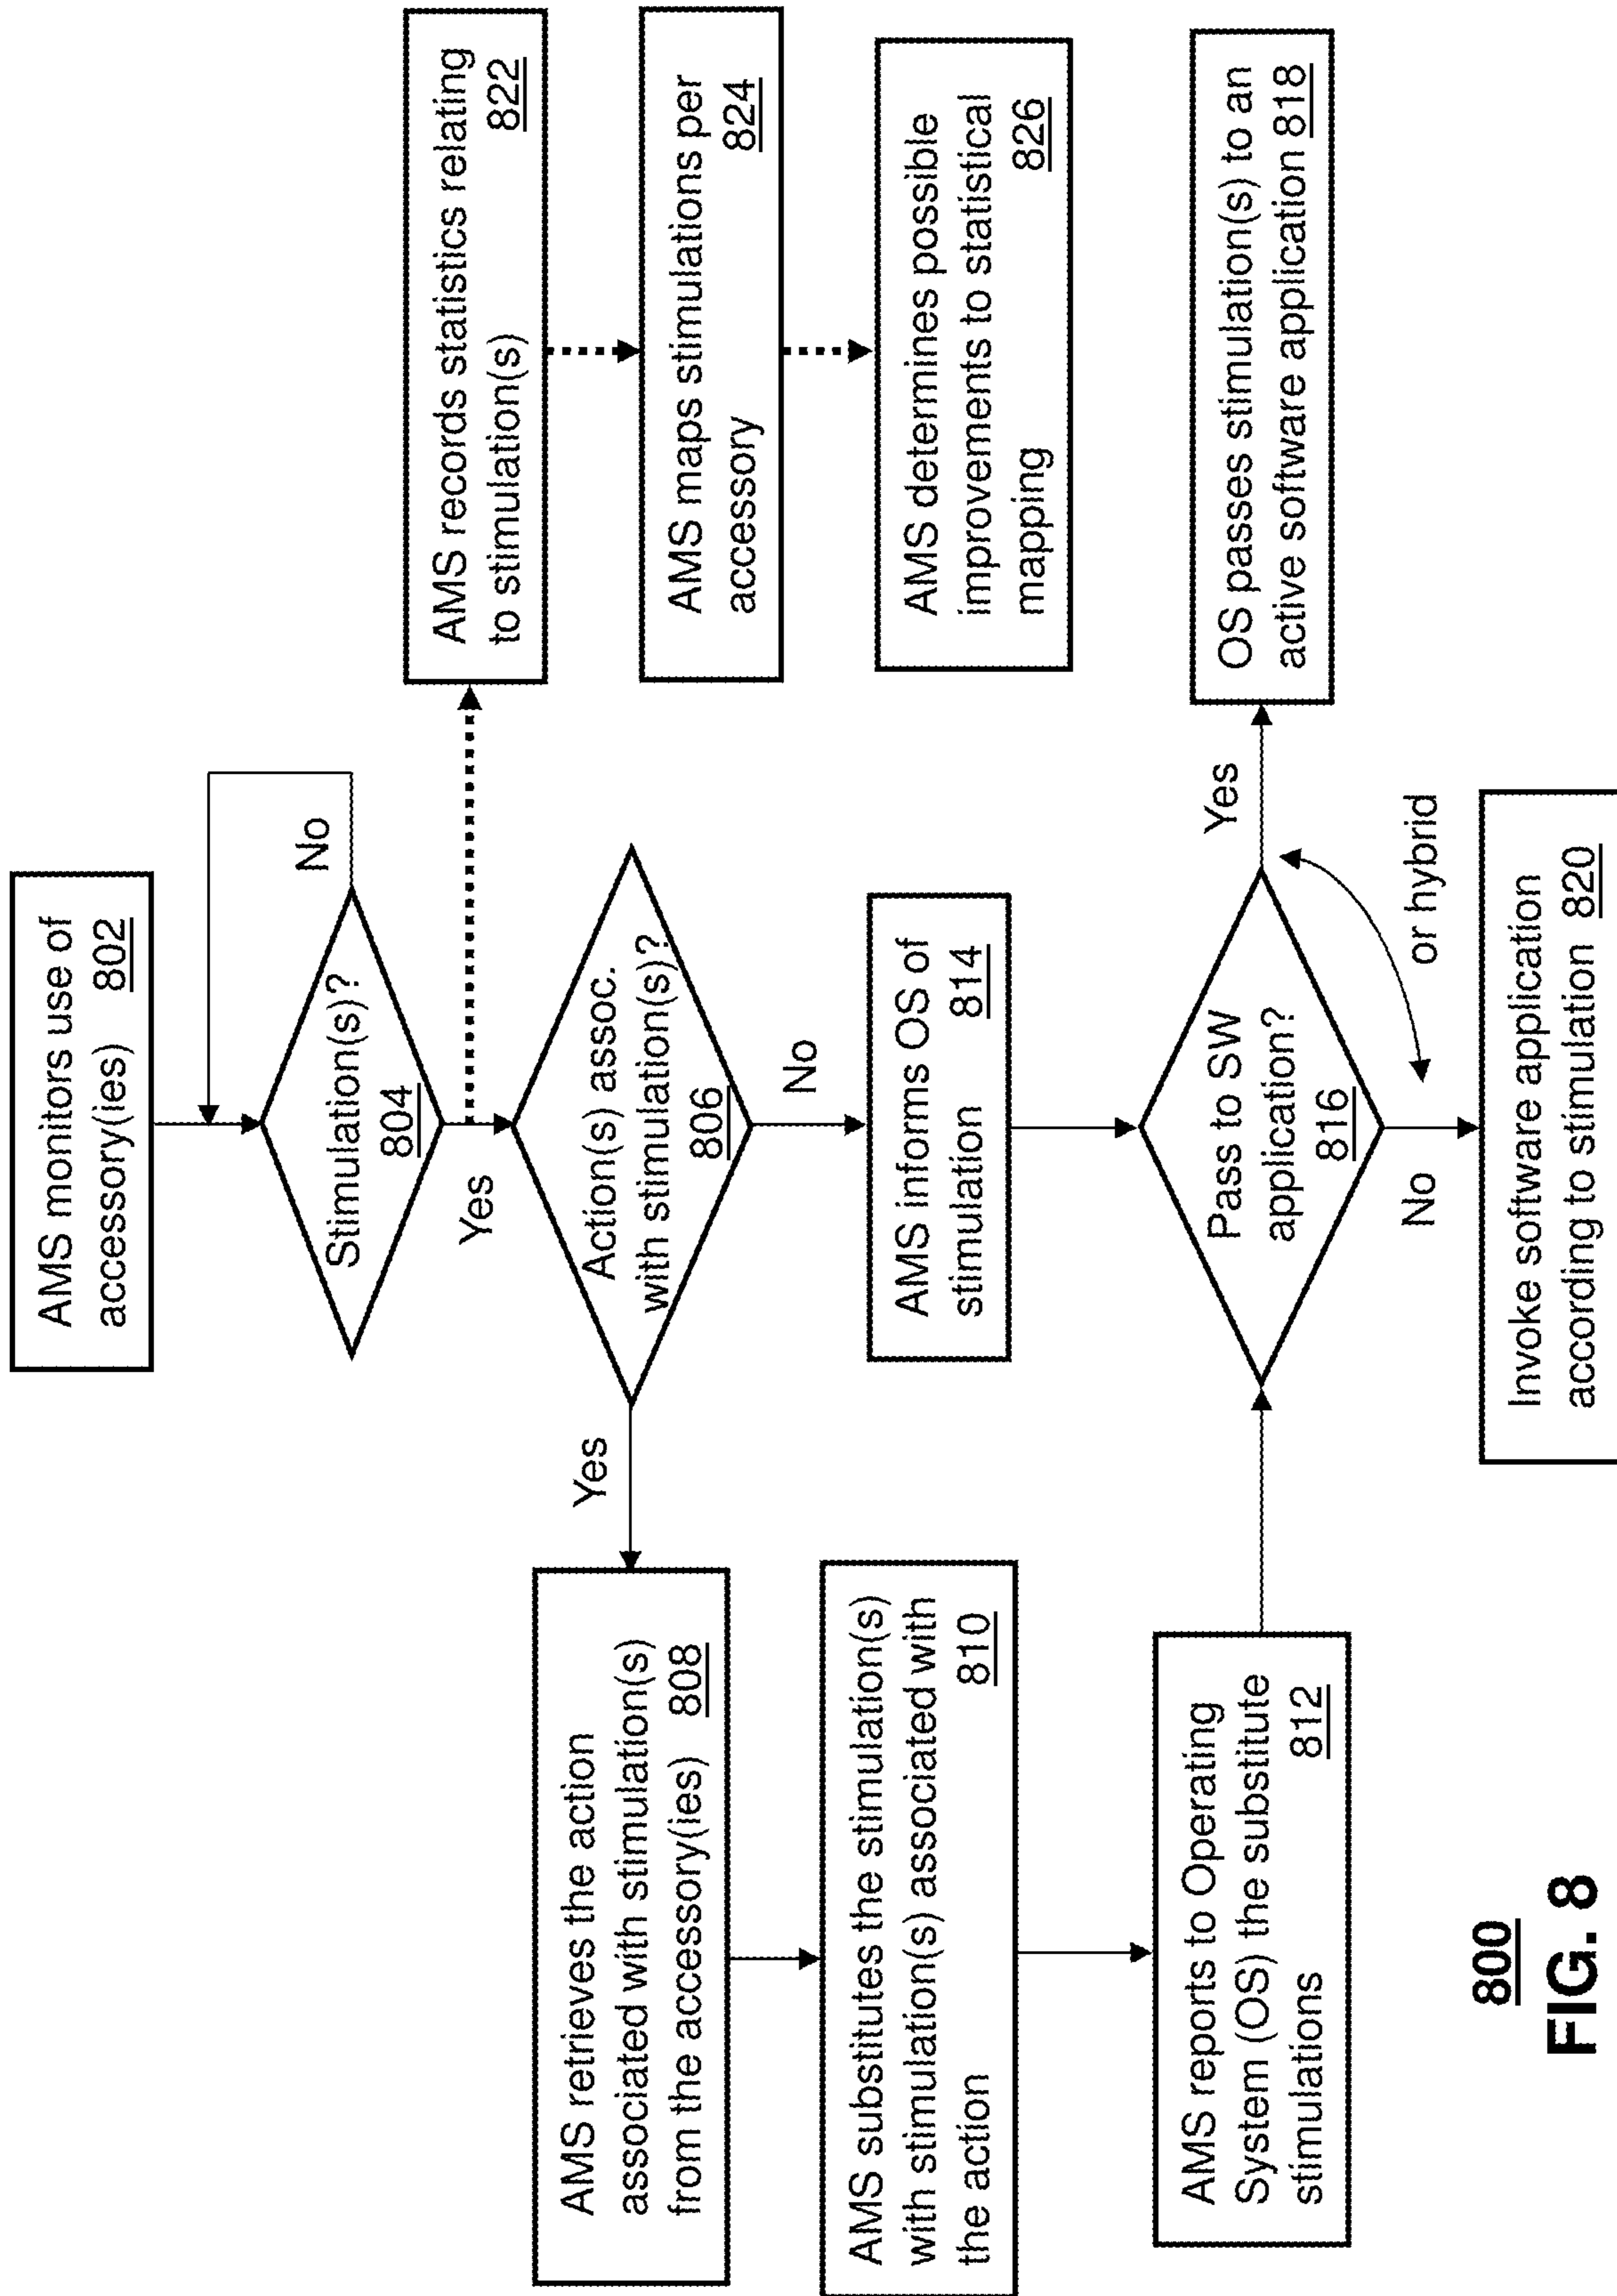 AMS monitors use of
accessory(ies) 802
Stimulation(s)?
804
No
Yes
AMS records statistics relating
to stimulation(s) 822
AMS maps stimulations per
accessory 824
AMS determines possible
improvements to statistical
mapping 826
Action(s) assoc.
with stimulation(s)?
806
Yes
No
AMS retrieves the action
associated with stimulation(s)
from the accessory(ies) 808
AMS substitutes the stimulation(s)
with stimulation(s) associated with
the action 810
AMS reports to Operating
System (OS) the substitute
stimulations 812
AMS informs OS of
stimulation 814
Pass to SW
application?
816
Yes
or hybrid
No
OS passes stimulation(s) to an
active software application 818
Invoke software application
according to stimulation 820
800
FIG. 8